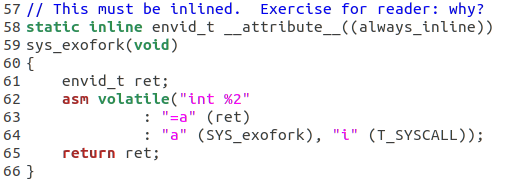 57 // This must be inlined.  Exercise for reader: why?
58 static inline envid_t __attribute__((always_inline))
59 sys_exofork(void)
60 {
61     envid_t ret;
62     asm volatile("int %2"
63              : "=a" (ret)
64              : "a" (SYS_exofork), "i" (T_SYSCALL));
65     return ret;
66 }